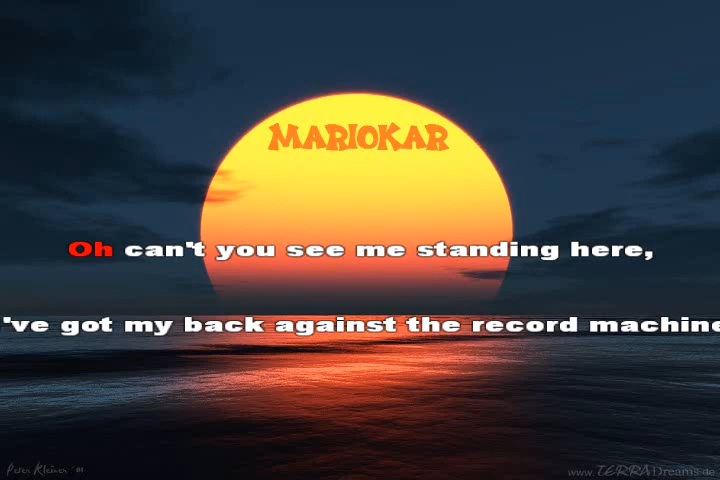 MARIOKAR
Oh can't you see me standing here,
've got my back against the record machine
Peter Kleiner '01
www.TERRADreams.de